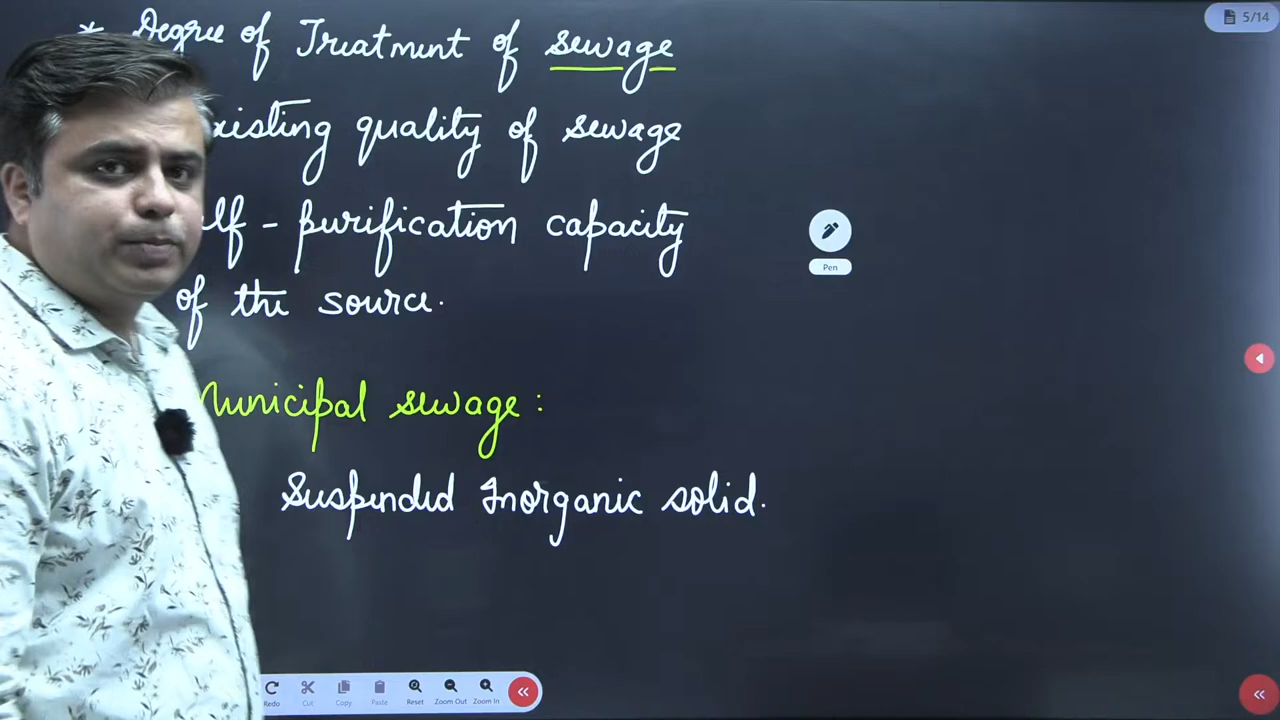 * Degree of Treatment of sewage
xisting quality of sewage
lf - purification capacity
of the source.
Municipal sewage :
Suspended Inorganic solid.
5/14
Pen
Redo Cut Copy Paste Reset Zoom Out Zoom In